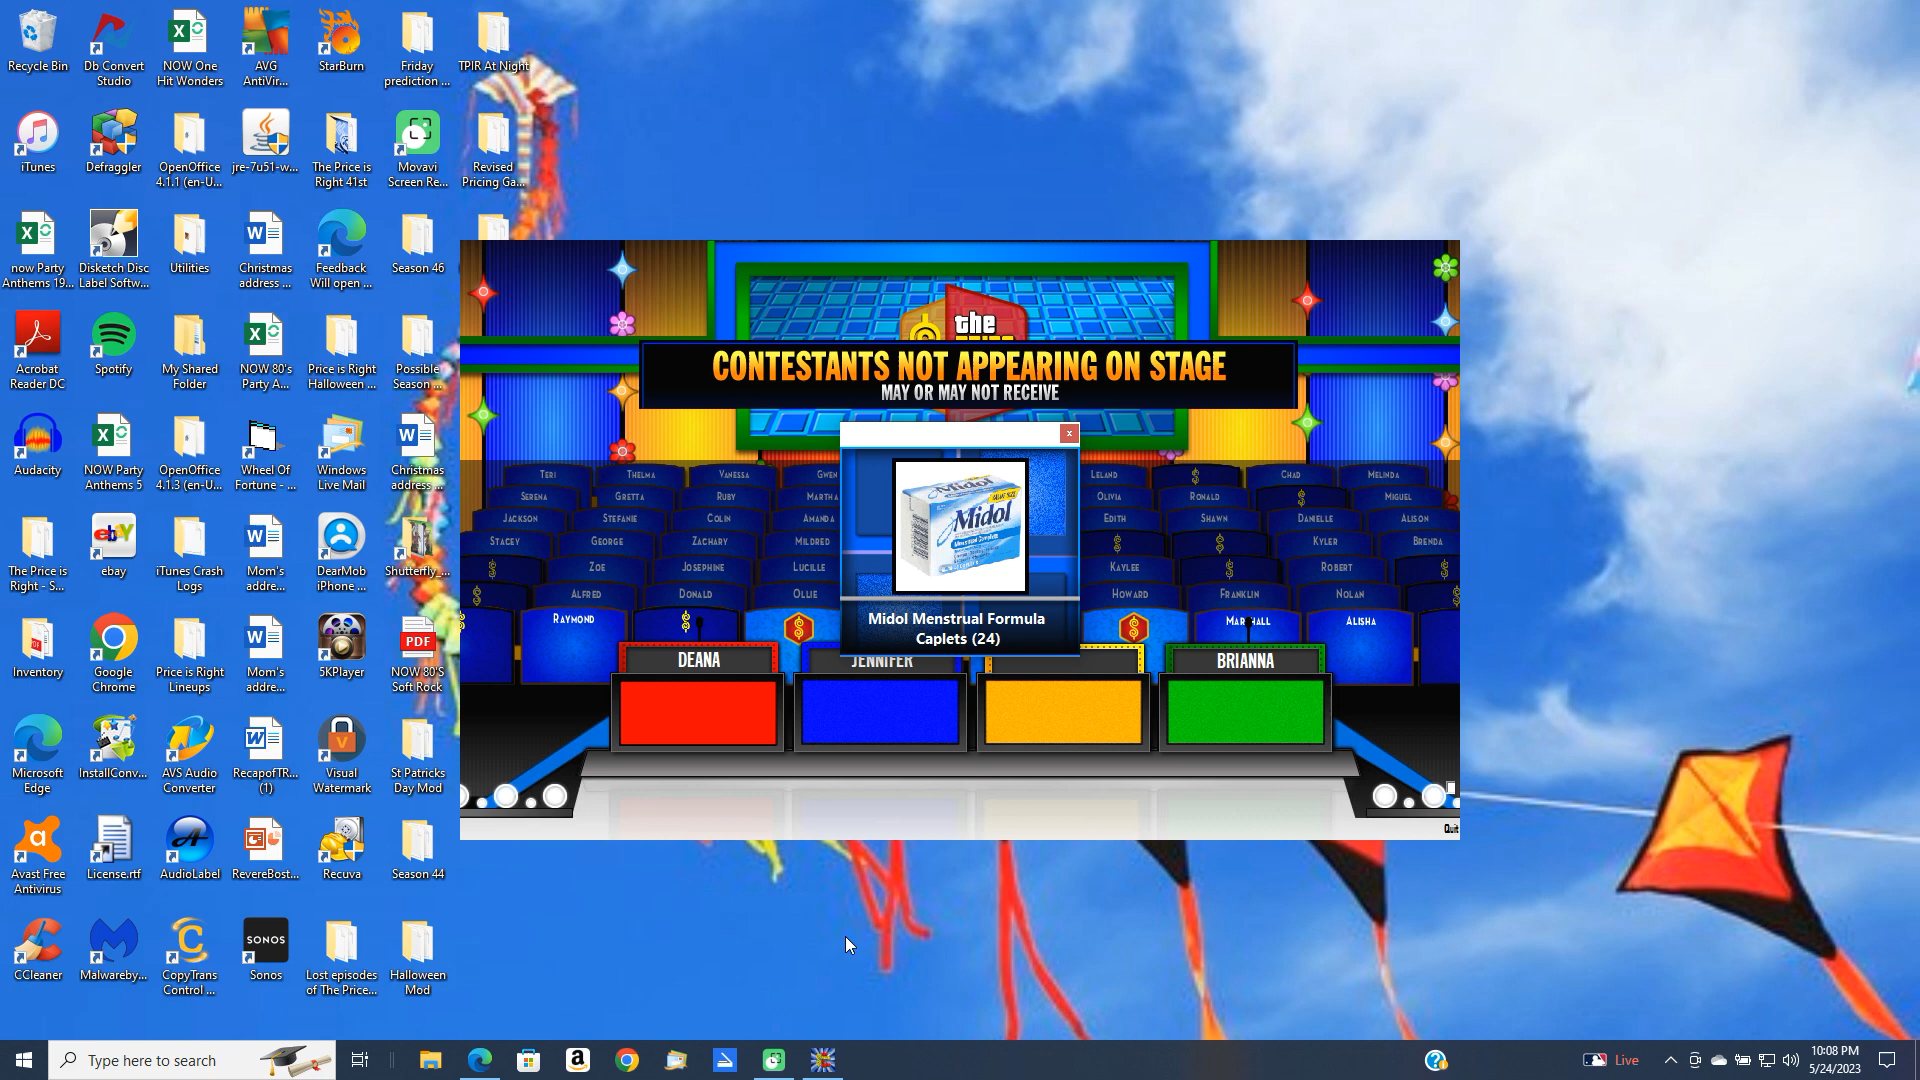 Recycle Bin
Db Convert
Studio
NOW One
Hit Wonders
AVG
AntiVir...
StarBurn
Friday
prediction ...
TPIR At Night
iTunes
Defraggler
OpenOffice
4.1.1 (en-U...
jre-7u51-w...
The Price is
Right 41st
Movavi
Screen Re...
Revised
Pricing Ga...
now Party
Anthems 19...
Disketch Disc
Label Softw...
Utilities
Christmas
address ...
Feedback
Will open ...
Season 46
Acrobat
Reader DC
Spotify
My Shared
Folder
NOW 80's
Party A...
Price is Right
Halloween ...
Possible
Season ...
Audacity
NOW Party
Anthems 5
OpenOffice
4.1.3 (en-U...
Wheel Of
Fortune - ...
Windows
Live Mail
Christmas
address ...
The Price is
Right - S...
ebay
iTunes Crash
Logs
Mom's
addre...
DearMob
iPhone ...
Shutterfly_...
Inventory
Google
Chrome
Price is Right
Lineups
Mom's
addre...
5KPlayer
PDF
NOW 80'S
Soft Rock
Microsoft
Edge
InstallConv...
AVS Audio
Converter
RecapofTR...
(1)
Visual
Watermark
St Patricks
Day Mod
Avast Free
Antivirus
License.rtf
AudioLabel
RevereBost...
Recuva
Season 44
CCleaner
Malwareby...
CopyTrans
Control ...
SONOS
Sonos
Lost episodes
of The Price...
Halloween
Mod
the
CONTESTANTS NOT APPEARING ON STAGE
MAY OR MAY NOT RECEIVE
TERI THELMA VANESSA GWEN LELAND CHAD MELINDA
SERENA GRETTA RUBY MARTHA OLIVIA RONALD MIGUEL
JACKSON STEFANIE COLIN AMANDA EDITH SHAWN DANIELLE ALISON
STACEY GEORGE ZACHARY MILDRED KYLER BRENDA
ZOE JOSEPHINE LUCILLE KAYLEE ROBERT
ALFRED DONALD OLLIE HOWARD FRANKLIN NOLAN
RAYMOND MARSHALL ALISHA
Midol
Midol
Menstrual Complete
Midol Menstrual Formula
Caplets (24)
DEANA
JENNIFER
BRIANNA
Quit
Type here to search
Live
10:08 PM
5/24/2023